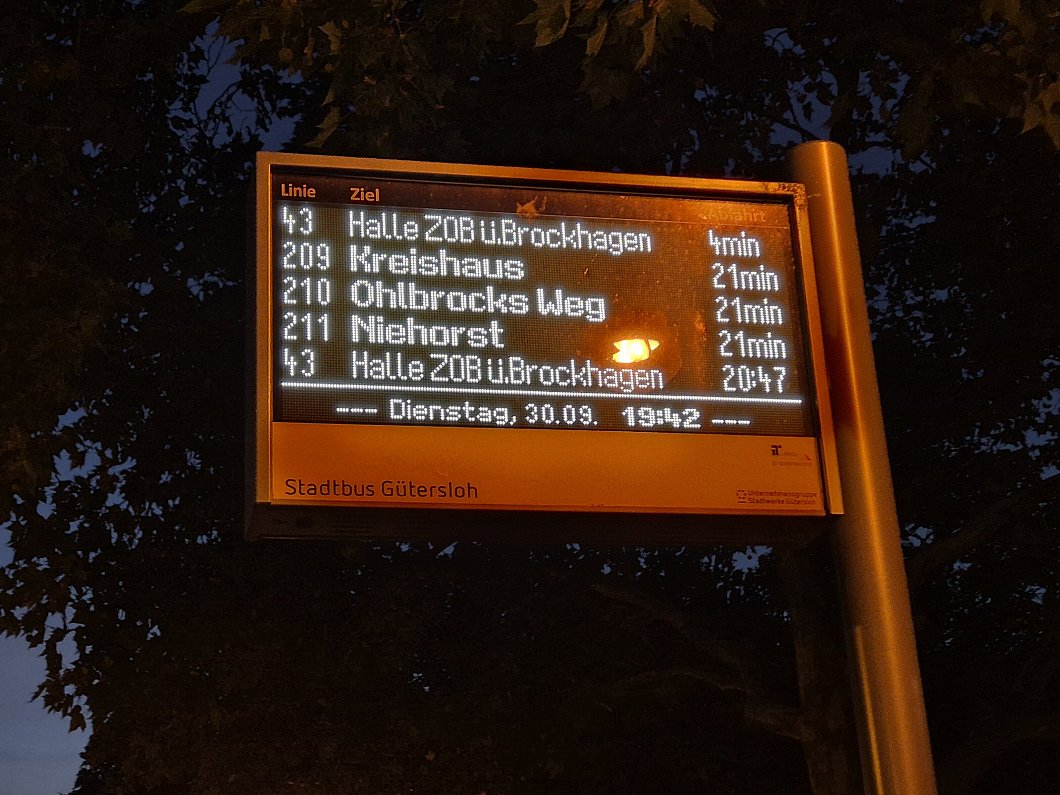 Linie Ziel Abfahrt
43 Halle ZOB ü.Brockhagen 4min
209 Kreishaus 21min
210 Ohlbrocks Weg 21min
211 Niehorst 21min
43 Halle ZOB ü.Brockhagen 20:47
--- Dienstag, 30.09. 19:42 ---
Stadtbus Gütersloh
Unternehmensgruppe
Stadtwerke Gütersloh